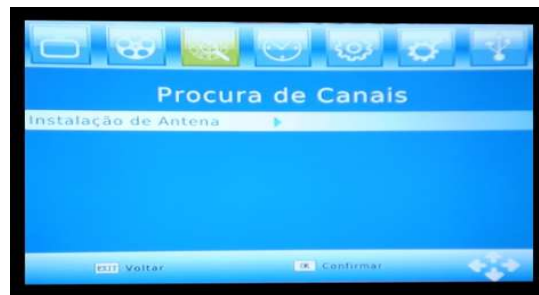 Procura de Canais
Instalação de Antena
EXIT Voltar OK Confirmar